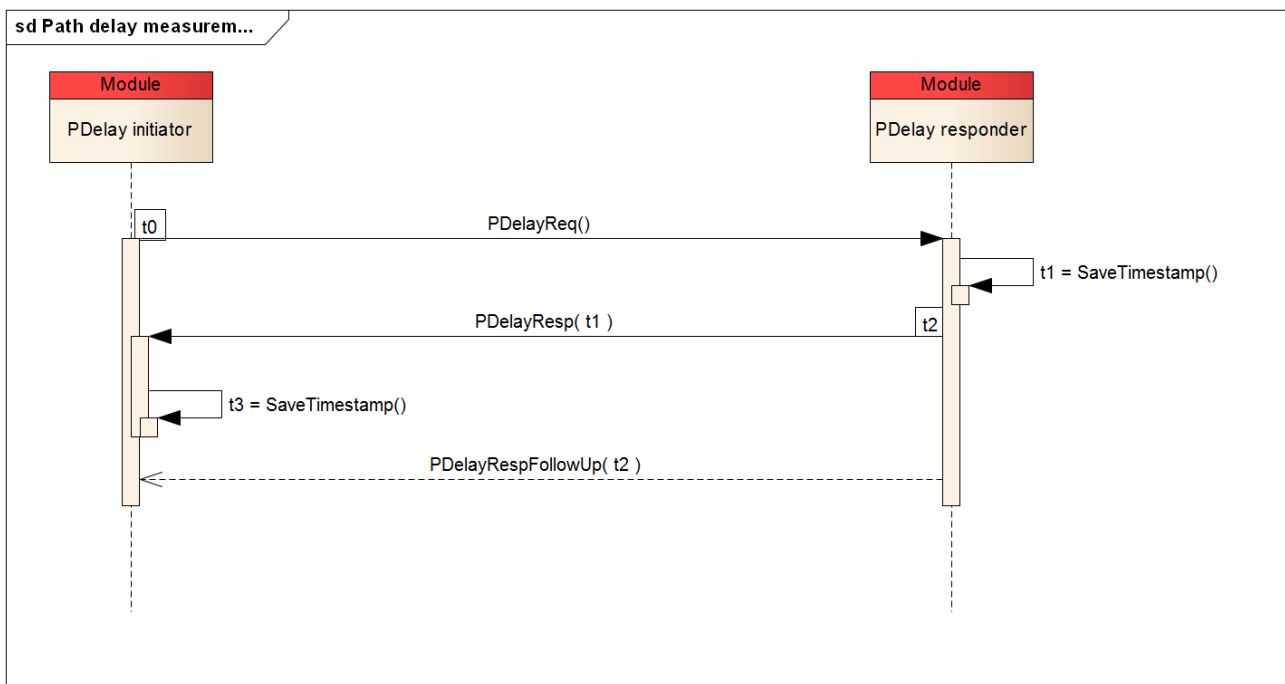 sd Path delay measurem...
Module
PDelay initiator
Module
PDelay responder
t0
PDelayReq()
t1 = SaveTimestamp()
PDelayResp( t1 )
t2
t3 = SaveTimestamp()
PDelayRespFollowUp( t2 )